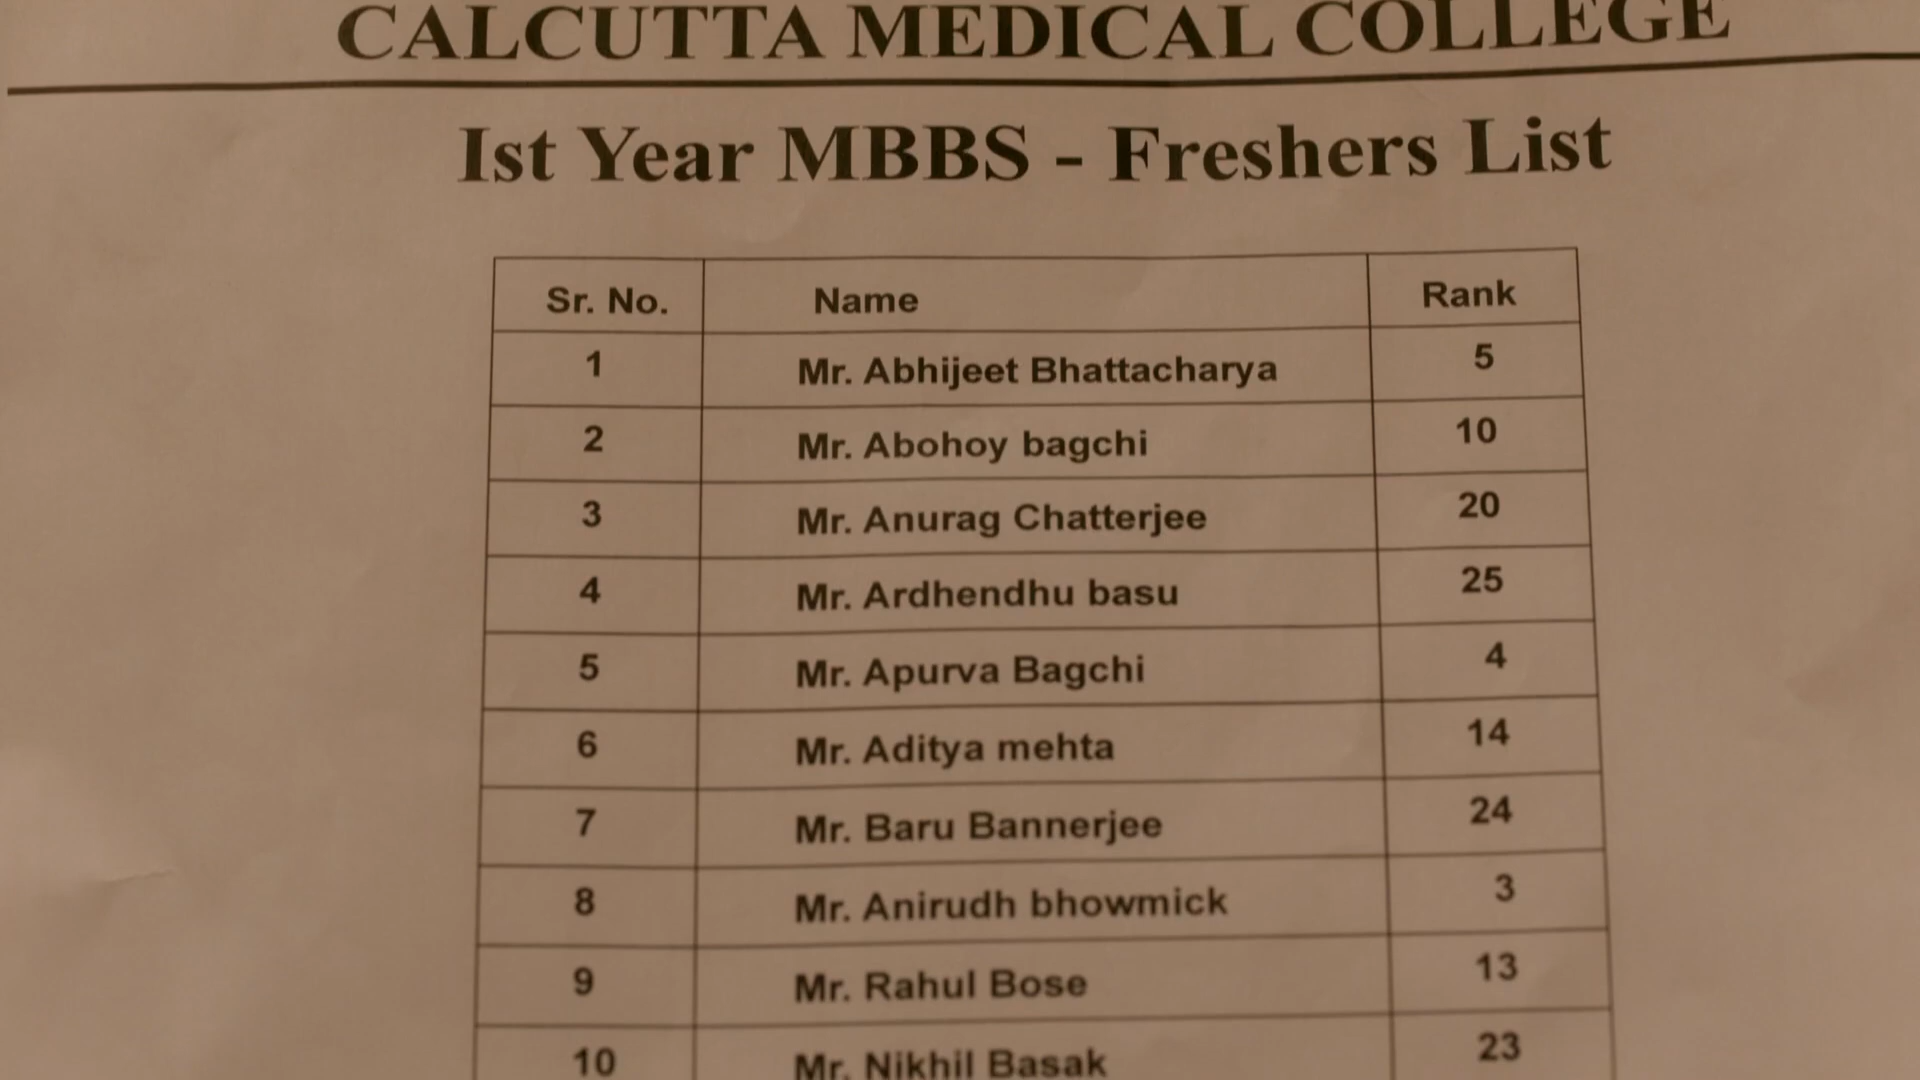 CALCUTTA MEDICAL COLLEGE
Ist Year MBBS - Freshers List
Sr. No. Name Rank
1 Mr. Abhijeet Bhattacharya 5
2 Mr. Abohoy bagchi 10
3 Mr. Anurag Chatterjee 20
4 Mr. Ardhendhu basu 25
5 Mr. Apurva Bagchi 4
6 Mr. Aditya mehta 14
7 Mr. Baru Bannerjee 24
8 Mr. Anirudh bhowmick 3
9 Mr. Rahul Bose 13
10 Mr. Nikhil Basak 23